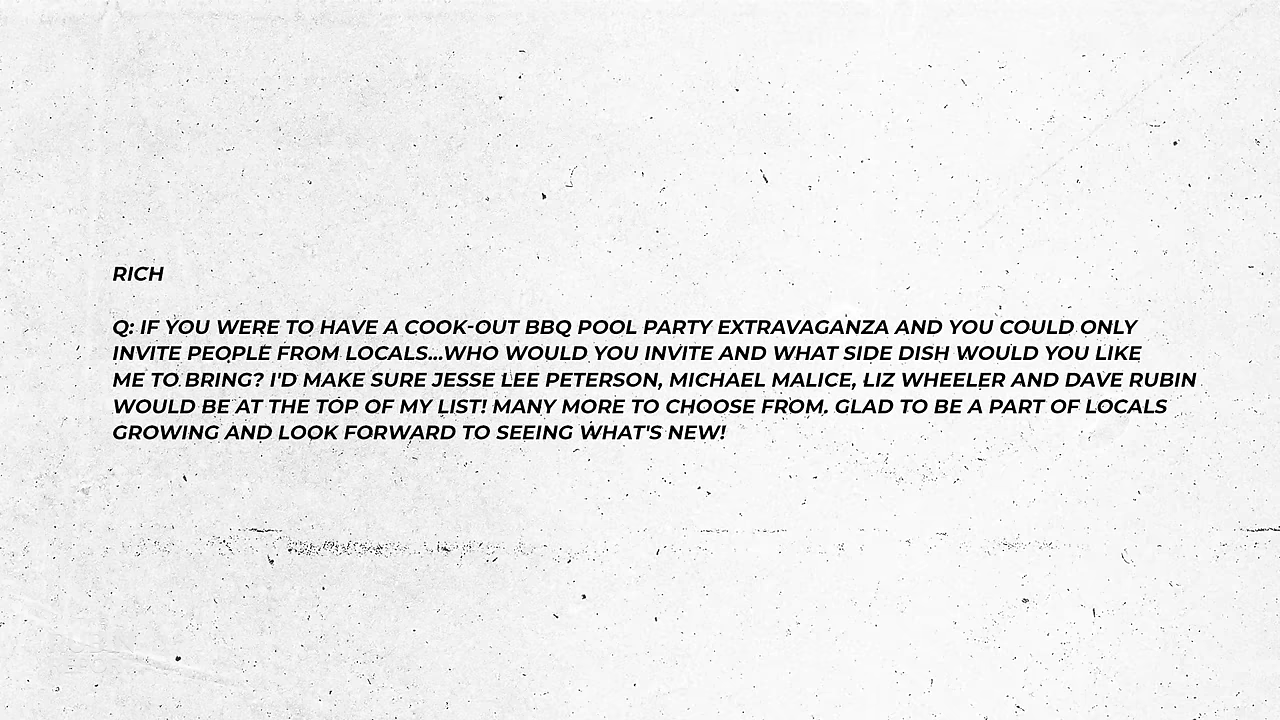 RICH
Q: IF YOU WERE TO HAVE A COOK-OUT BBQ POOL PARTY EXTRAVAGANZA AND YOU COULD ONLY
INVITE PEOPLE FROM LOCALS...WHO WOULD YOU INVITE AND WHAT SIDE DISH WOULD YOU LIKE
ME TO BRING? I'D MAKE SURE JESSE LEE PETERSON, MICHAEL MALICE, LIZ WHEELER AND DAVE RUBIN
WOULD BE AT THE TOP OF MY LIST! MANY MORE TO CHOOSE FROM. GLAD TO BE A PART OF LOCALS
GROWING AND LOOK FORWARD TO SEEING WHAT'S NEW!